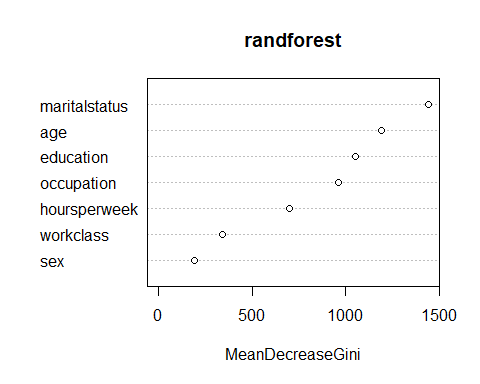 randforest
maritalstatus
age
education
occupation
hoursperweek
workclass
sex
0 500 1000 1500
MeanDecreaseGini